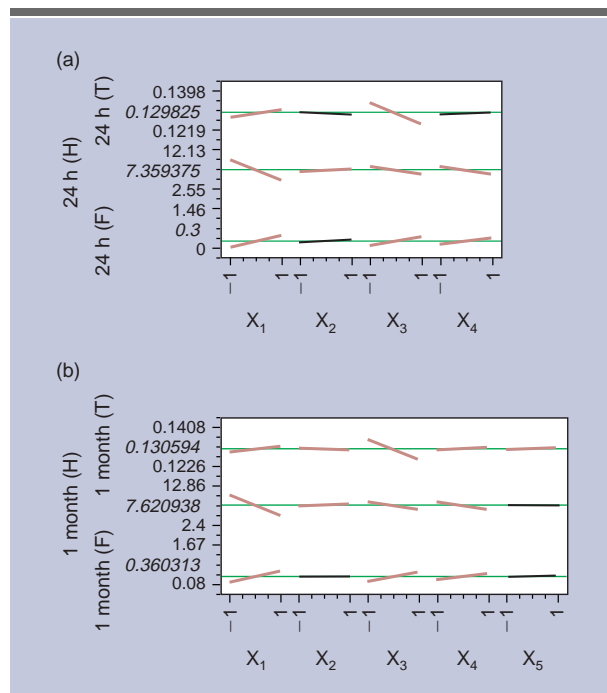 (a)
24 h (T)
24 h (H)
24 h (F)
0.1398
0.129825
0.1219
12.13
7.359375
2.55
1.46
0.3
0
−1 1 −1 1 −1 1 −1 1
X1 X2 X3 X4
(b)
1 month (T)
1 month (H)
1 month (F)
0.1408
0.130594
0.1226
12.86
7.620938
2.4
1.67
0.360313
0.08
−1 1 −1 1 −1 1 −1 1 −1 1
X1 X2 X3 X4 X5